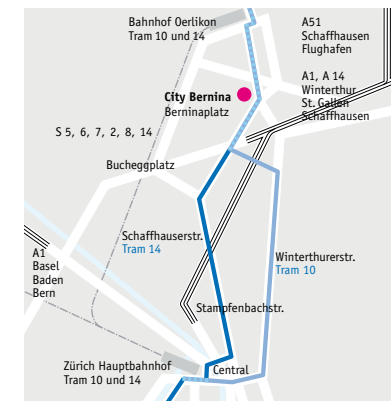 Bahnhof Oerlikon
Tram 10 und 14
A51
Schaffhausen
Flughafen
City Bernina
Berninaplatz
A1, A 14
Winterthur
St. Gallen
Schaffhausen
S 5, 6, 7, 2, 8, 14
Bucheggplatz
Schaffhauserstr.
Tram 14
A1
Basel
Baden
Bern
Winterthurerstr.
Tram 10
Stampfenbachstr.
Zürich Hauptbahnhof
Tram 10 und 14
Central